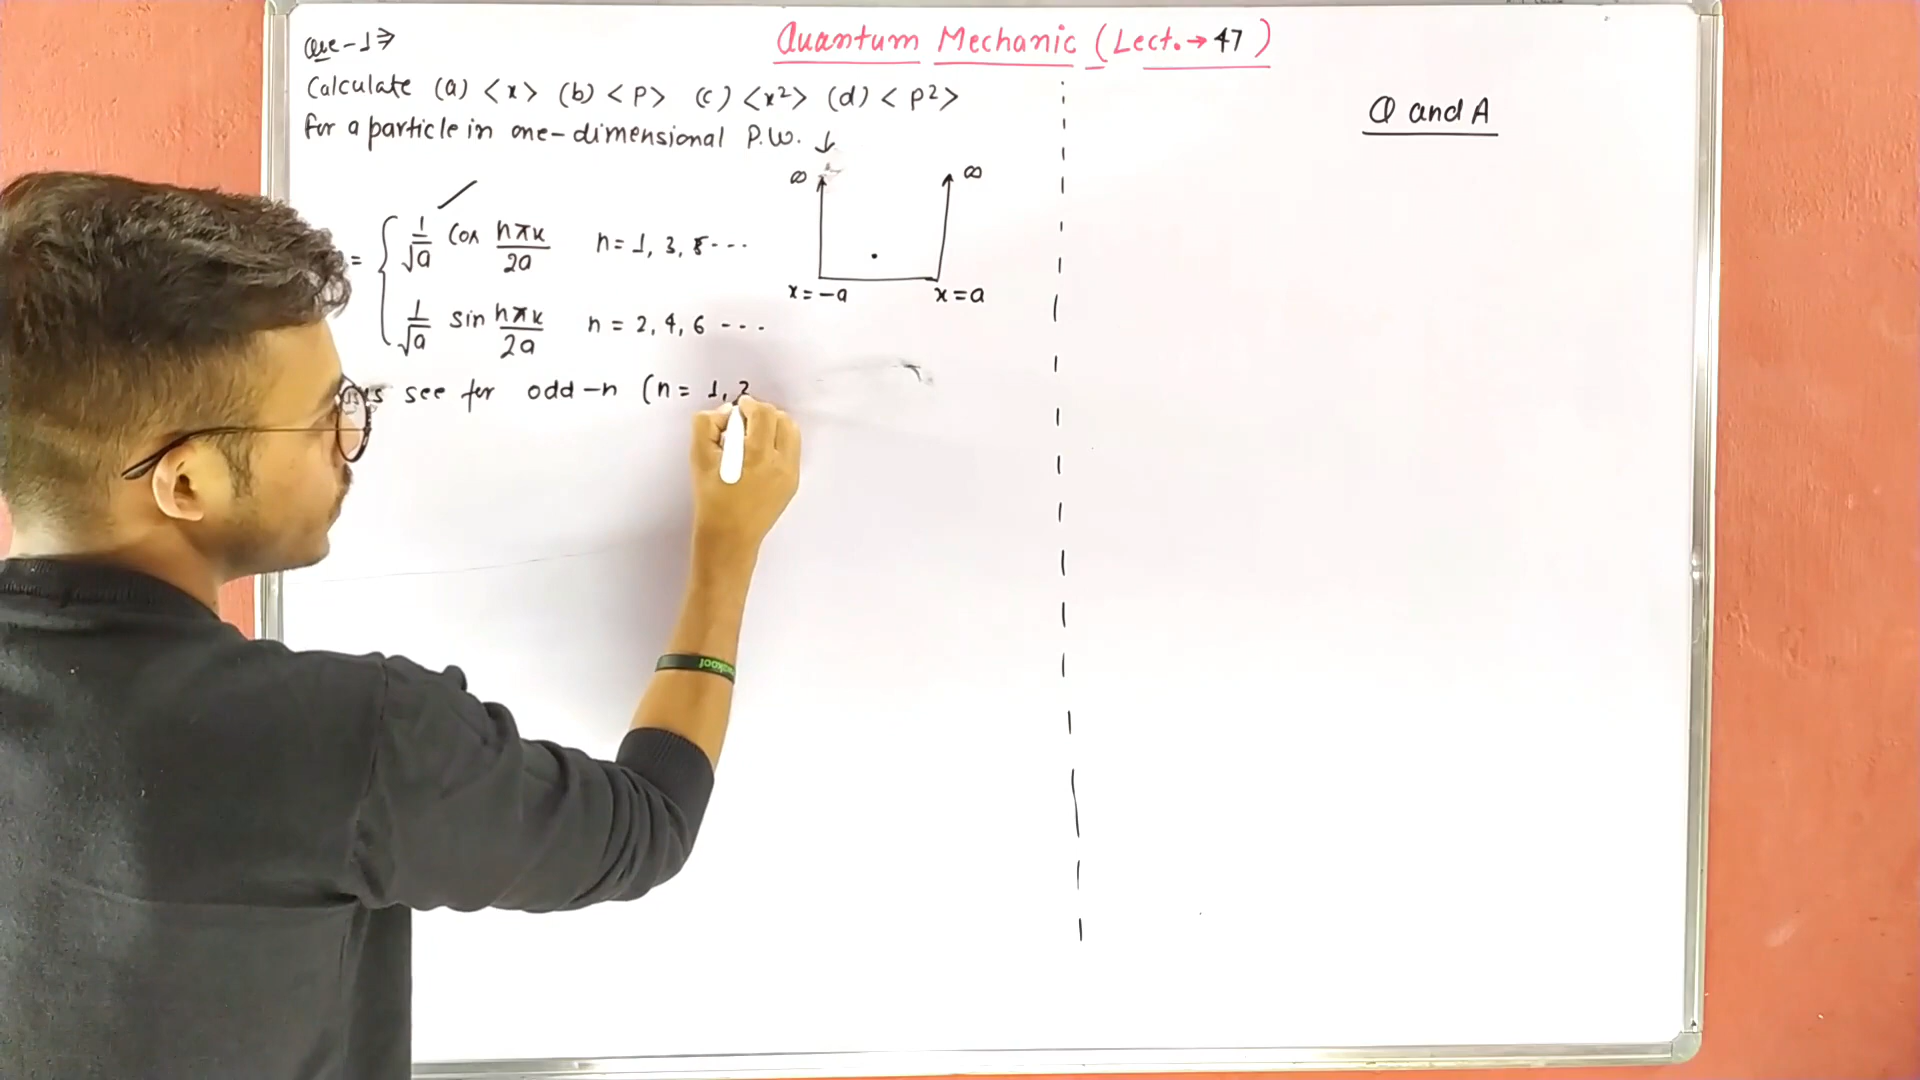 Quantum Mechanic (Lect.→47)
Que-1⇒
Calculate (a) <x> (b) <P> (c) <x²> (d) <P²>
for a particle in one-dimensional P.W. ↓
∞ ∞
= { 1/√a Cos nπx/2a n=1, 3, 5---
1/√a sin nπx/2a n = 2, 4, 6 ---
x=-a x=a
see for odd-n (n = 1, 3
Q and A